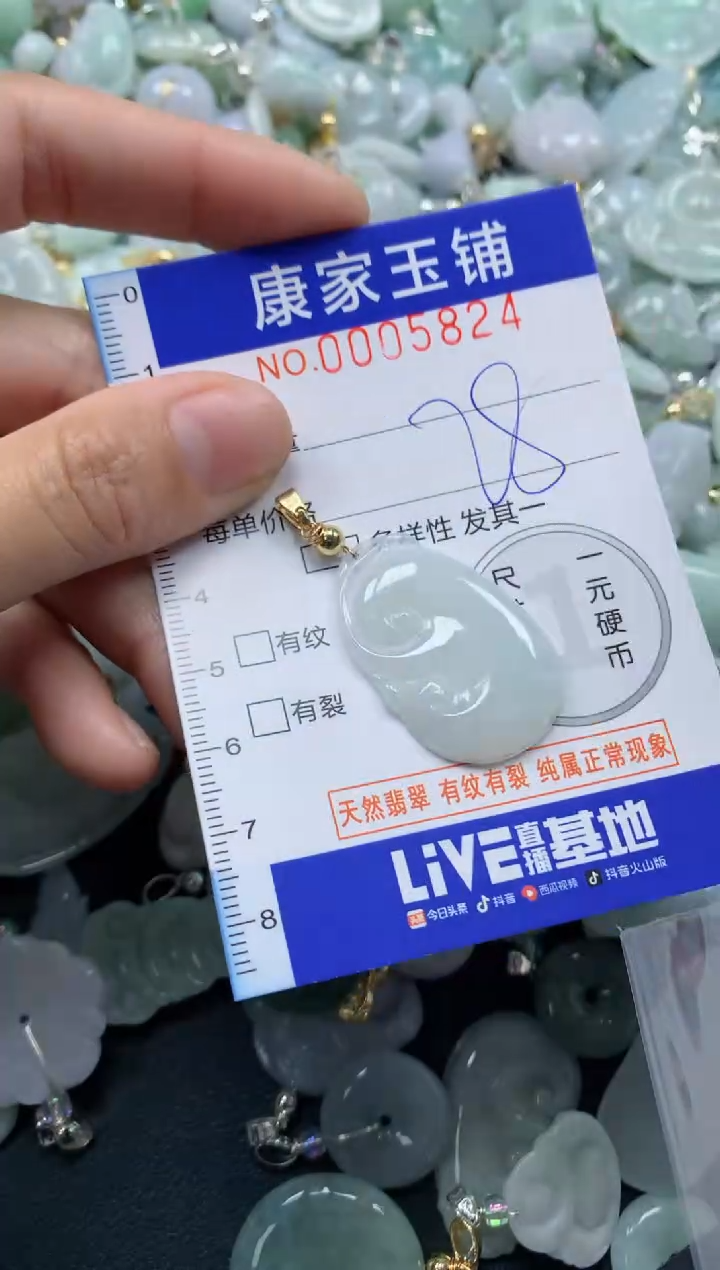 康家玉铺
NO.0005824
0
1
28
每单价
多样性 发其一
4
尺
一元硬币
5
有纹
有裂
6
天然翡翠 有纹有裂 纯属正常现象
7
LiVE直播基地
今日头条 抖音 西瓜视频 抖音火山版
8